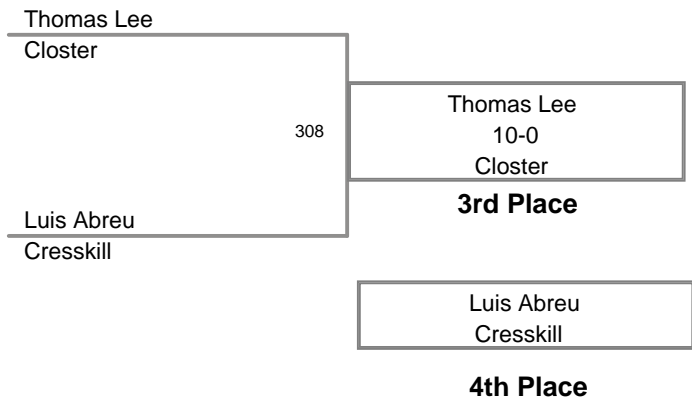 Thomas Lee
Closter
308
Thomas Lee
10-0
Closter
3rd Place
Luis Abreu
Cresskill
Luis Abreu
Cresskill
4th Place